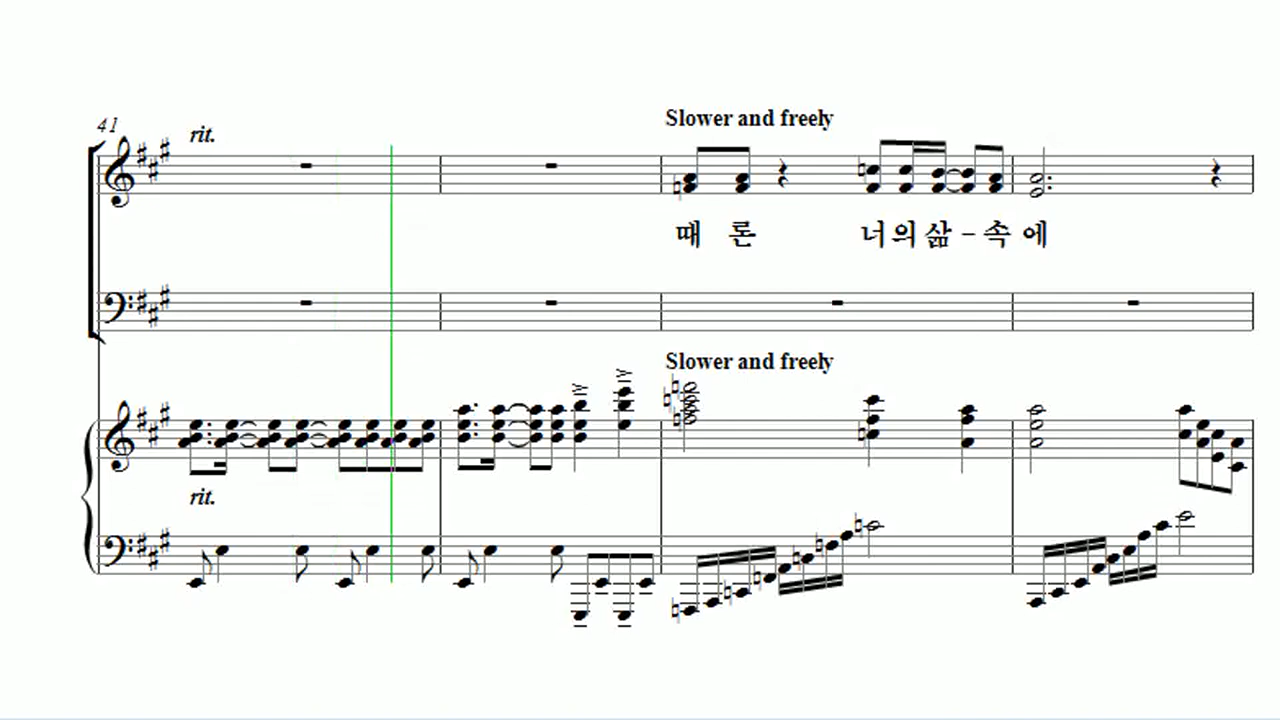 41
rit.
Slower and freely
때 론 너의삶-속에
Slower and freely
rit.